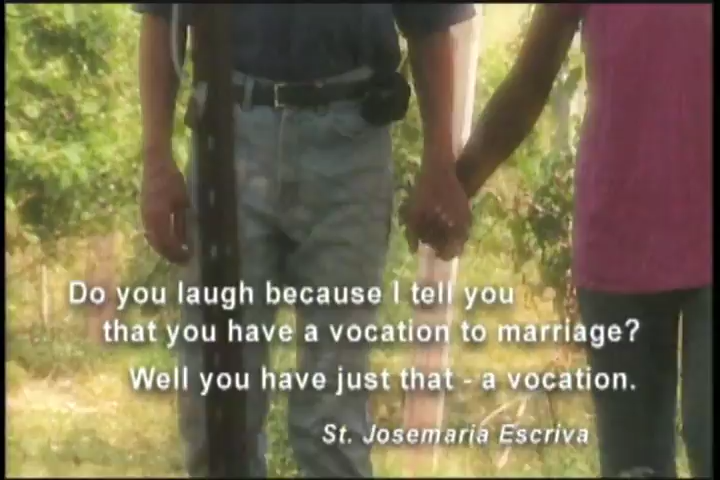 Do you laugh because I tell you
that you have a vocation to marriage?
Well you have just that - a vocation.
St. Josemaria Escriva